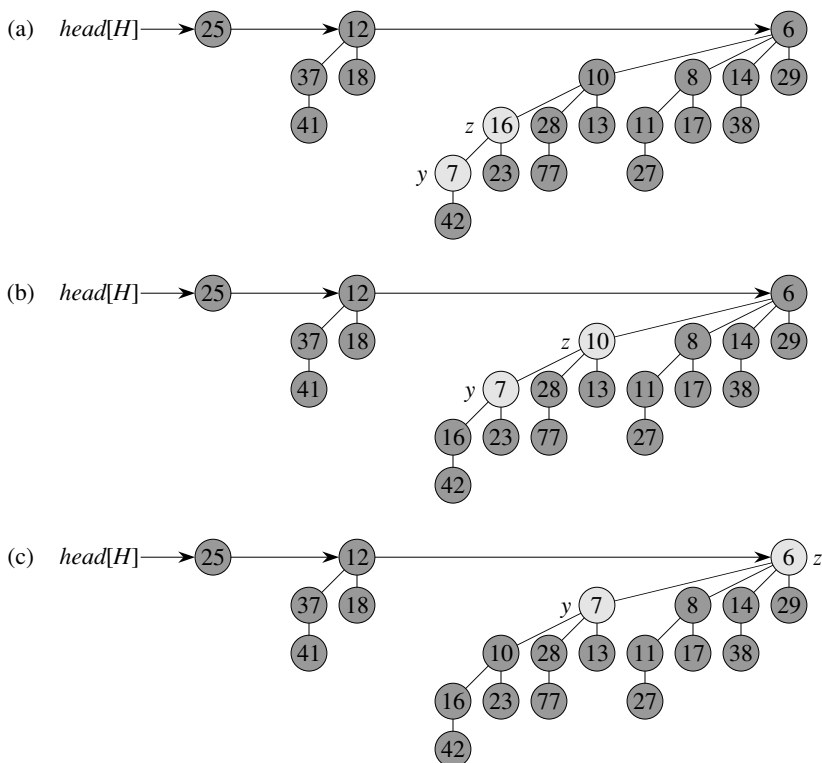 (a) head[H] 25 12 6
37 18 10 8 14 29
41 z 16 28 13 11 17 38
y 7 23 77 27
42
(b) head[H] 25 12 6
37 18 z 10 8 14 29
41 y 7 28 13 11 17 38
16 23 77 27
42
(c) head[H] 25 12 6 z
37 18 y 7 8 14 29
41 10 28 13 11 17 38
16 23 77 27
42